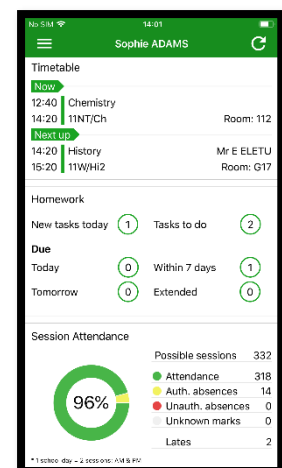 No SIM 14:01
Sophie ADAMS
Timetable
Now
12:40 Chemistry
14:20 11NT/Ch Room: 112
Next up
14:20 History Mr E ELETU
15:20 11W/Hi2 Room: G17
Homework
New tasks today 1 Tasks to do 2
Due
Today 0 Within 7 days 1
Tomorrow 0 Extended 0
Session Attendance
Possible sessions 332
Attendance 318
Auth. absences 14
96%
Unauth. absences 0
Unknown marks 0
Lates 2
* 1 school day = 2 sessions: AM & PM